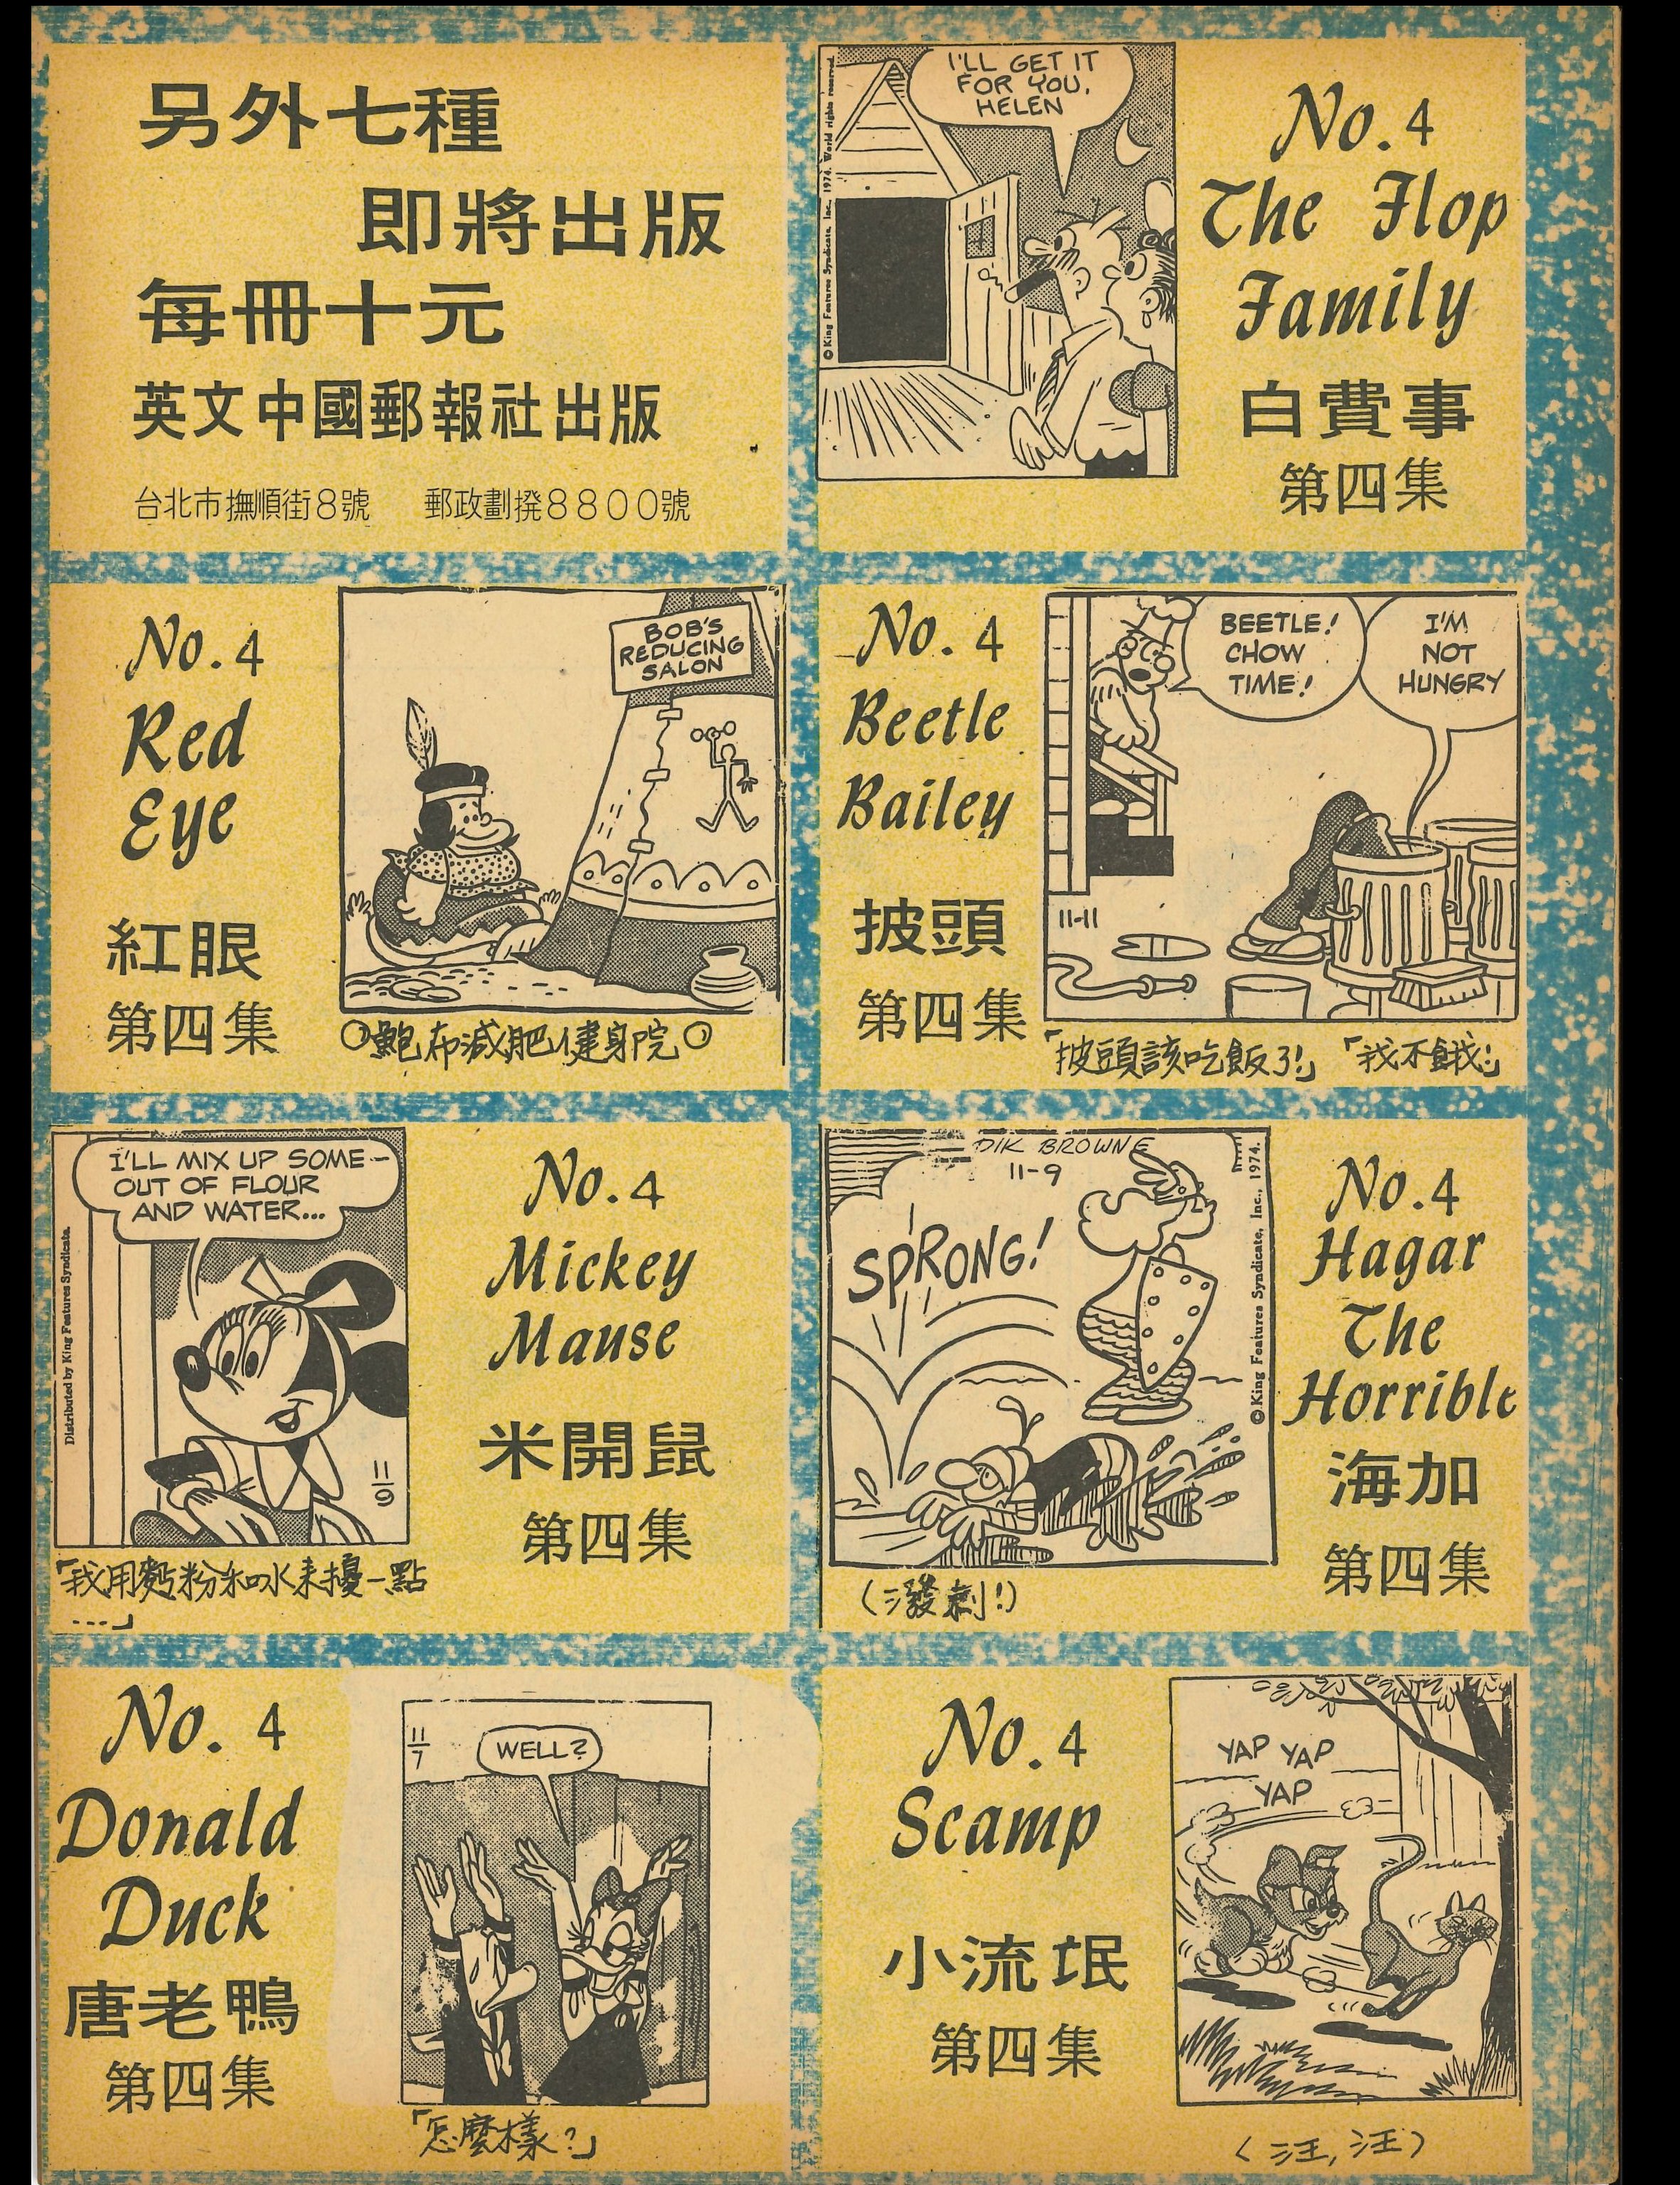 另外七種
即將出版
每冊十元
英文中國郵報社出版
台北市撫順街8號 郵政劃撥8800號
I'LL GET IT
FOR YOU,
HELEN
© King Features Syndicate, Inc., 1974. World rights reserved.
No. 4
The Flop
Family
白費事
第四集
No. 4
Red
Eye
紅眼
第四集
BOB'S
REDUCING
SALON
鮑布減肥健身院
No. 4
Beetle
Bailey
披頭
第四集
BEETLE!
CHOW
TIME!
I'M
NOT
HUNGRY
11-11
「披頭該吃飯了!」 「我不餓!」
I'LL MIX UP SOME-
OUT OF FLOUR
AND WATER...
Distributed by King Features Syndicate.
11/9
「我用麪粉和水來擾一點
....」
No. 4
Mickey
Mause
米開鼠
第四集
DIK BROWNE
11-9
SPRONG!
© King Features Syndicate, Inc., 1974.
(潑剌!)
No. 4
Hagar
The
Horrible
海加
第四集
No. 4
Donald
Duck
唐老鴨
第四集
11/7
WELL?
「怎麼樣?」
No. 4
Scamp
小流氓
第四集
YAP YAP
YAP
(汪,汪)